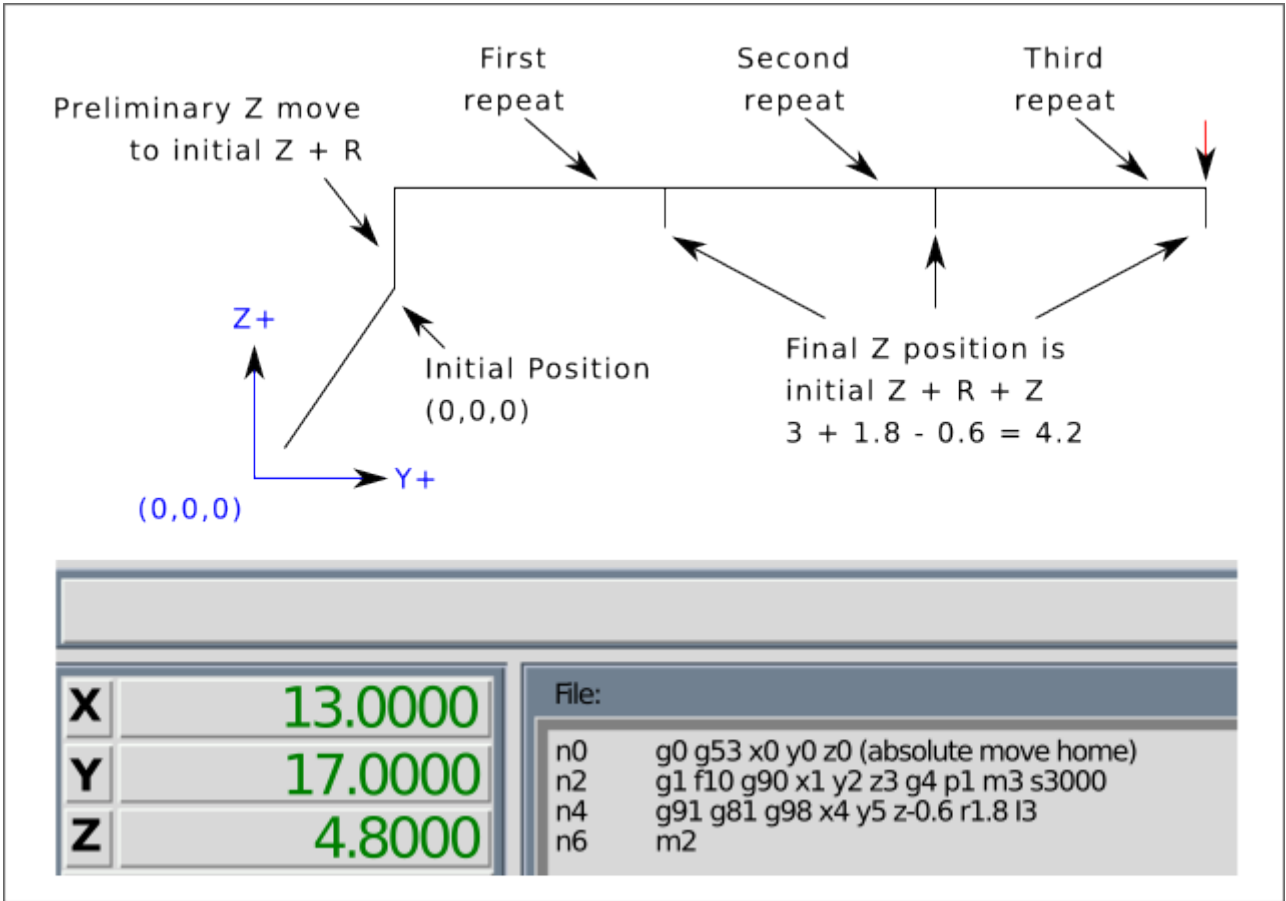 First
repeat
Second
repeat
Third
repeat
Preliminary Z move
to initial Z + R
Z+
Initial Position
(0,0,0)
Final Z position is
initial Z + R + Z
3 + 1.8 - 0.6 = 4.2
Y+
(0,0,0)
X 13.0000
Y 17.0000
Z 4.8000
File:
n0 g0 g53 x0 y0 z0 (absolute move home)
n2 g1 f10 g90 x1 y2 z3 g4 p1 m3 s3000
n4 g91 g81 g98 x4 y5 z-0.6 r1.8 l3
n6 m2